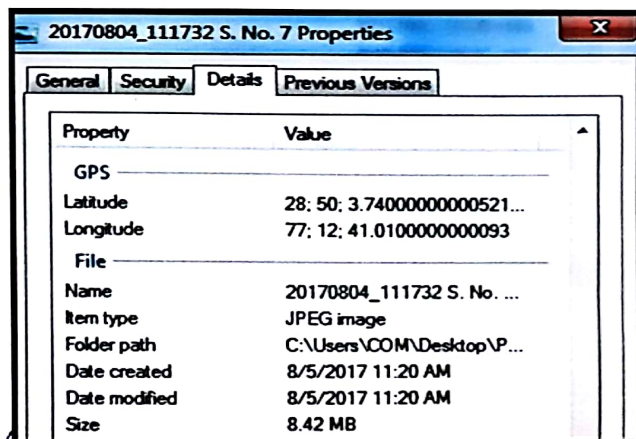 20170804_111732 S. No. 7 Properties
General Security Details Previous Versions
Property Value
GPS
Latitude 28; 50; 3.74000000000521...
Longitude 77; 12; 41.0100000000093
File
Name 20170804_111732 S. No. ...
Item type JPEG image
Folder path C:\Users\COM\Desktop\P...
Date created 8/5/2017 11:20 AM
Date modified 8/5/2017 11:20 AM
Size 8.42 MB